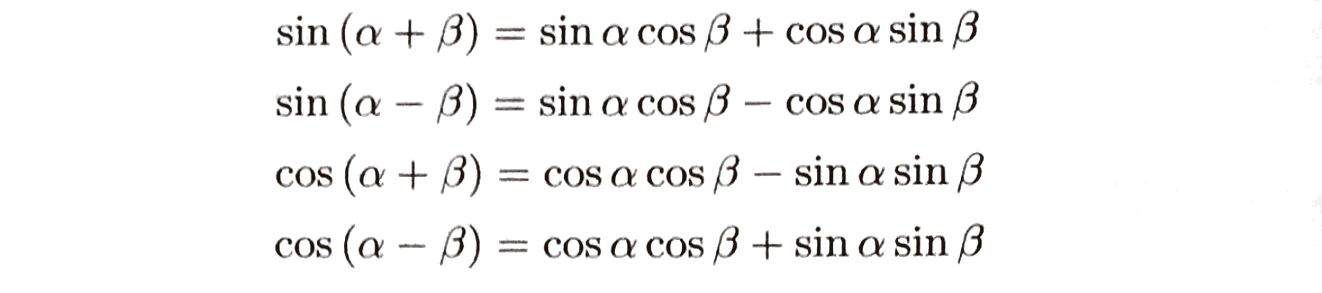 sin (α + β) = sin α cos β + cos α sin β
sin (α − β) = sin α cos β − cos α sin β
cos (α + β) = cos α cos β − sin α sin β
cos (α − β) = cos α cos β + sin α sin β